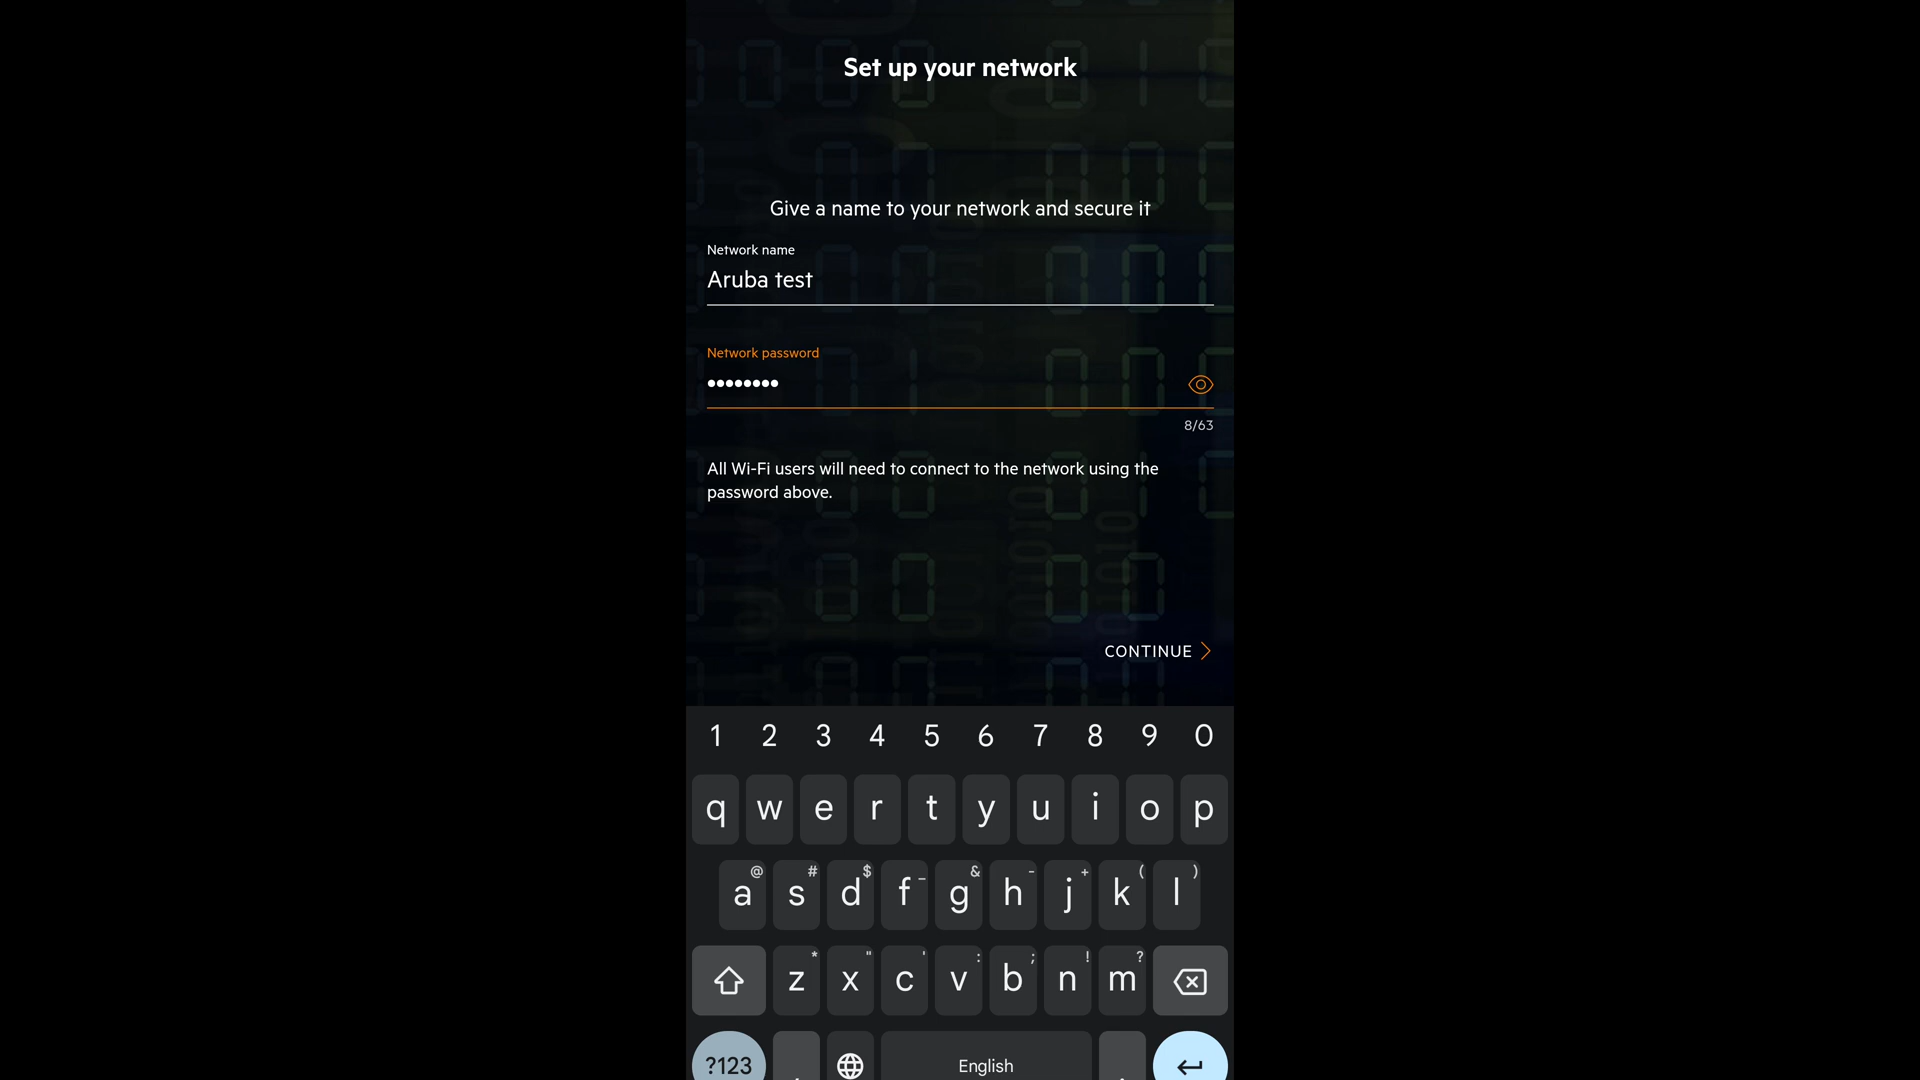 Set up your network
Give a name to your network and secure it
Network name
Aruba test
Network password
••••••••
8/63
All Wi-Fi users will need to connect to the network using the
password above.
CONTINUE
1 2 3 4 5 6 7 8 9 0
q w e r t y u i o p
@ # $ _ & - + ( )
a s d f g h j k l
* " ' : ; ! ?
z x c v b n m
?123 English